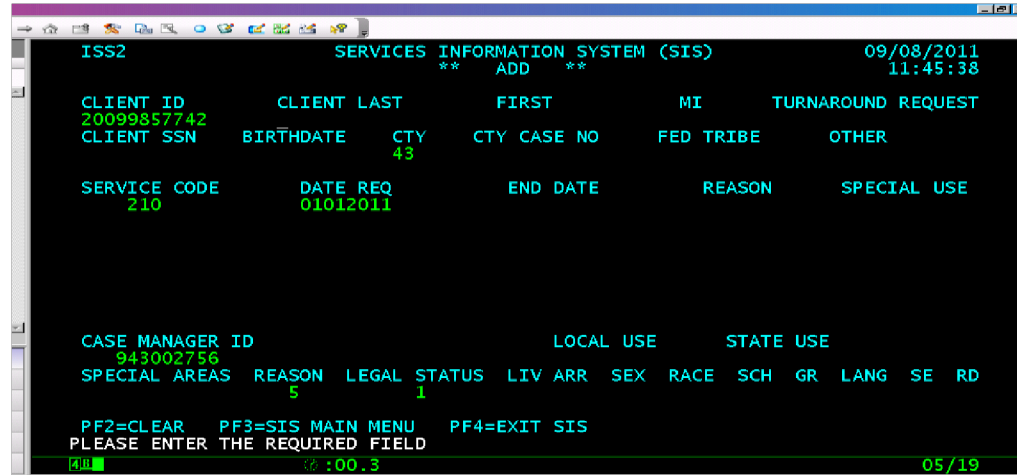 ISS2 SERVICES INFORMATION SYSTEM (SIS) 09/08/2011
** ADD ** 11:45:38
CLIENT ID CLIENT LAST FIRST MI TURNAROUND REQUEST
20099857742
CLIENT SSN BIRTHDATE CTY CTY CASE NO FED TRIBE OTHER
43
SERVICE CODE DATE REQ END DATE REASON SPECIAL USE
210 01012011
CASE MANAGER ID LOCAL USE STATE USE
943002756
SPECIAL AREAS REASON LEGAL STATUS LIV ARR SEX RACE SCH GR LANG SE RD
5 1
PF2=CLEAR PF3=SIS MAIN MENU PF4=EXIT SIS
PLEASE ENTER THE REQUIRED FIELD
:00.3 05/19